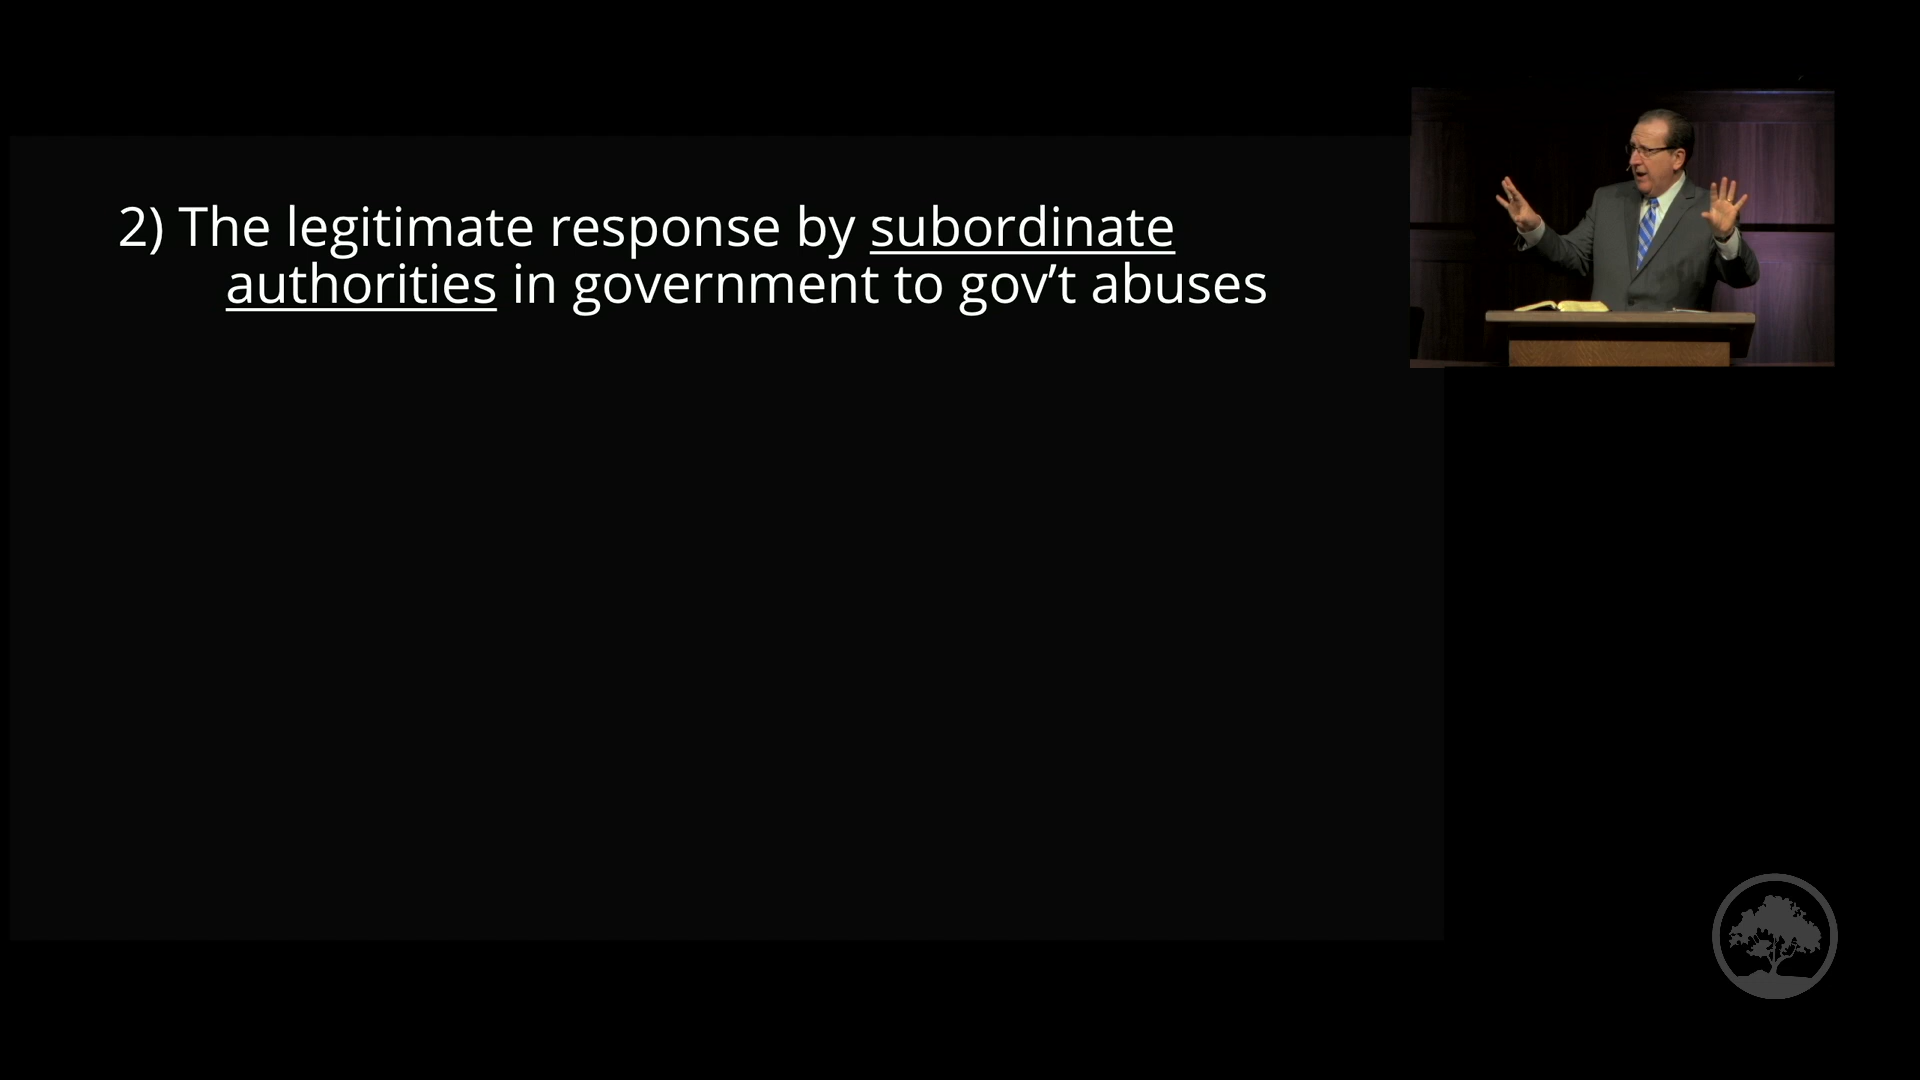 2) The legitimate response by subordinate
authorities in government to gov’t abuses